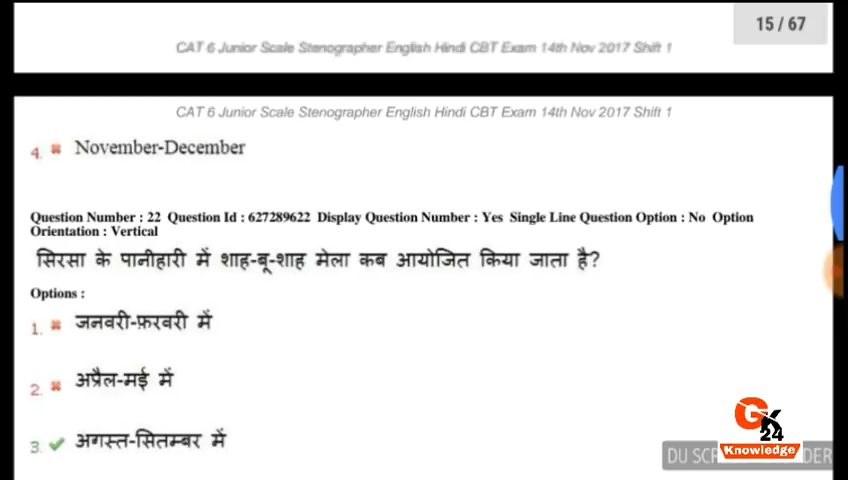 15 / 67
CAT 6 Junior Scale Stenographer English Hindi CBT Exam 14th Nov 2017 Shift 1
CAT 6 Junior Scale Stenographer English Hindi CBT Exam 14th Nov 2017 Shift 1
4. November-December
Question Number : 22 Question Id : 627289622 Display Question Number : Yes Single Line Question Option : No Option
Orientation : Vertical
सिरसा के पानीहारी में शाह-बू-शाह मेला कब आयोजित किया जाता है?
Options :
1. जनवरी-फ़रवरी में
2. अप्रैल-मई में
3. अगस्त-सितम्बर में
GK
24
Knowledge
DU